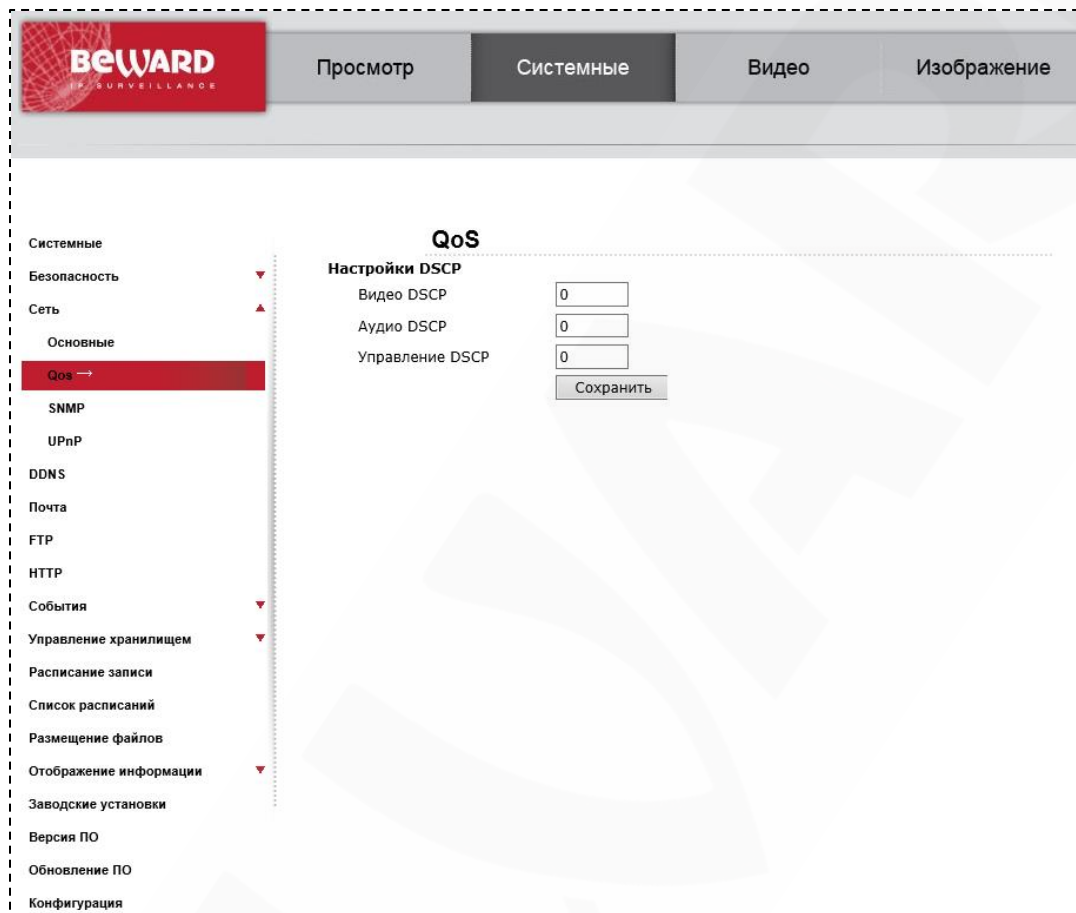 BEWARD
IP SURVEILLANCE
Просмотр
Системные
Видео
Изображение
Системные
Безопасность
Сеть
Основные
Qos →
SNMP
UPnP
DDNS
Почта
FTP
HTTP
События
Управление хранилищем
Расписание записи
Список расписаний
Размещение файлов
Отображение информации
Заводские установки
Версия ПО
Обновление ПО
Конфигурация
QoS
Настройки DSCP
Видео DSCP 0
Аудио DSCP 0
Управление DSCP 0
Сохранить